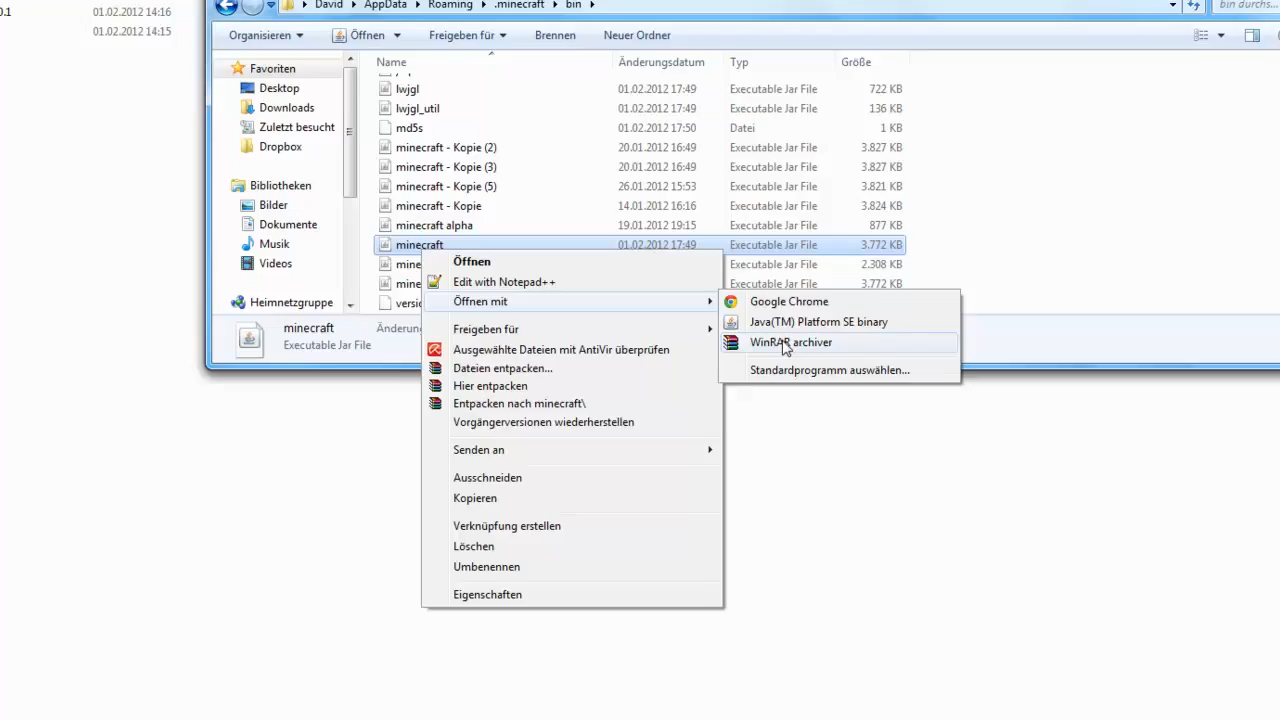 0.1
01.02.2012 14:16
01.02.2012 14:15
David
AppData
Roaming
.minecraft
bin
bin durchs...
Organisieren
Öffnen
Freigeben für
Brennen
Neuer Ordner
Favoriten
Desktop
Downloads
Zuletzt besucht
Dropbox
Bibliotheken
Bilder
Dokumente
Musik
Videos
Heimnetzgruppe
Name Änderungsdatum Typ Größe
lwjgl 01.02.2012 17:49 Executable Jar File 722 KB
lwjgl_util 01.02.2012 17:49 Executable Jar File 136 KB
md5s 01.02.2012 17:50 Datei 1 KB
minecraft - Kopie (2) 20.01.2012 16:49 Executable Jar File 3.827 KB
minecraft - Kopie (3) 20.01.2012 16:49 Executable Jar File 3.827 KB
minecraft - Kopie (5) 26.01.2012 15:53 Executable Jar File 3.821 KB
minecraft - Kopie 14.01.2012 16:16 Executable Jar File 3.824 KB
minecraft alpha 19.01.2012 19:15 Executable Jar File 877 KB
minecraft 01.02.2012 17:49 Executable Jar File 3.772 KB
mine Executable Jar File 2.308 KB
mine Executable Jar File 3.772 KB
versio
minecraft Änderun
Executable Jar File
Öffnen
Edit with Notepad++
Öffnen mit
Freigeben für
Ausgewählte Dateien mit AntiVir überprüfen
Dateien entpacken...
Hier entpacken
Entpacken nach minecraft\
Vorgängerversionen wiederherstellen
Senden an
Ausschneiden
Kopieren
Verknüpfung erstellen
Löschen
Umbenennen
Eigenschaften
Google Chrome
Java(TM) Platform SE binary
WinRAR archiver
Standardprogramm auswählen...